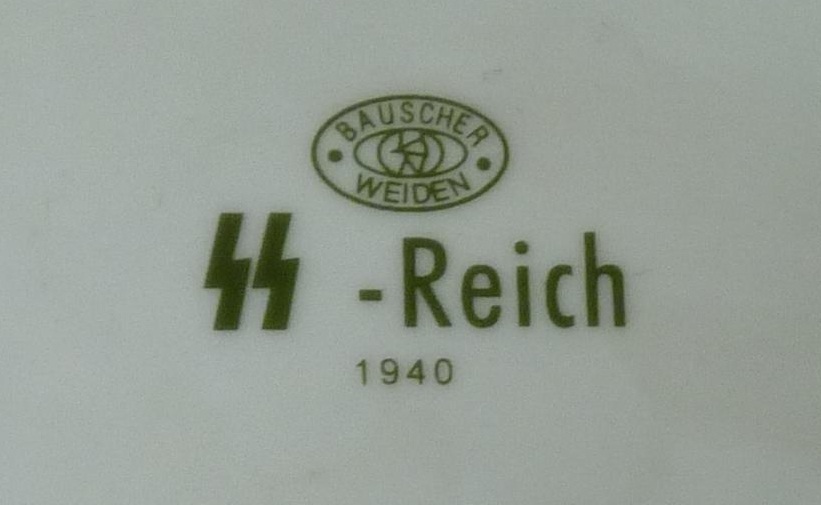 BAUSCHER
WEIDEN
SS -Reich
1940